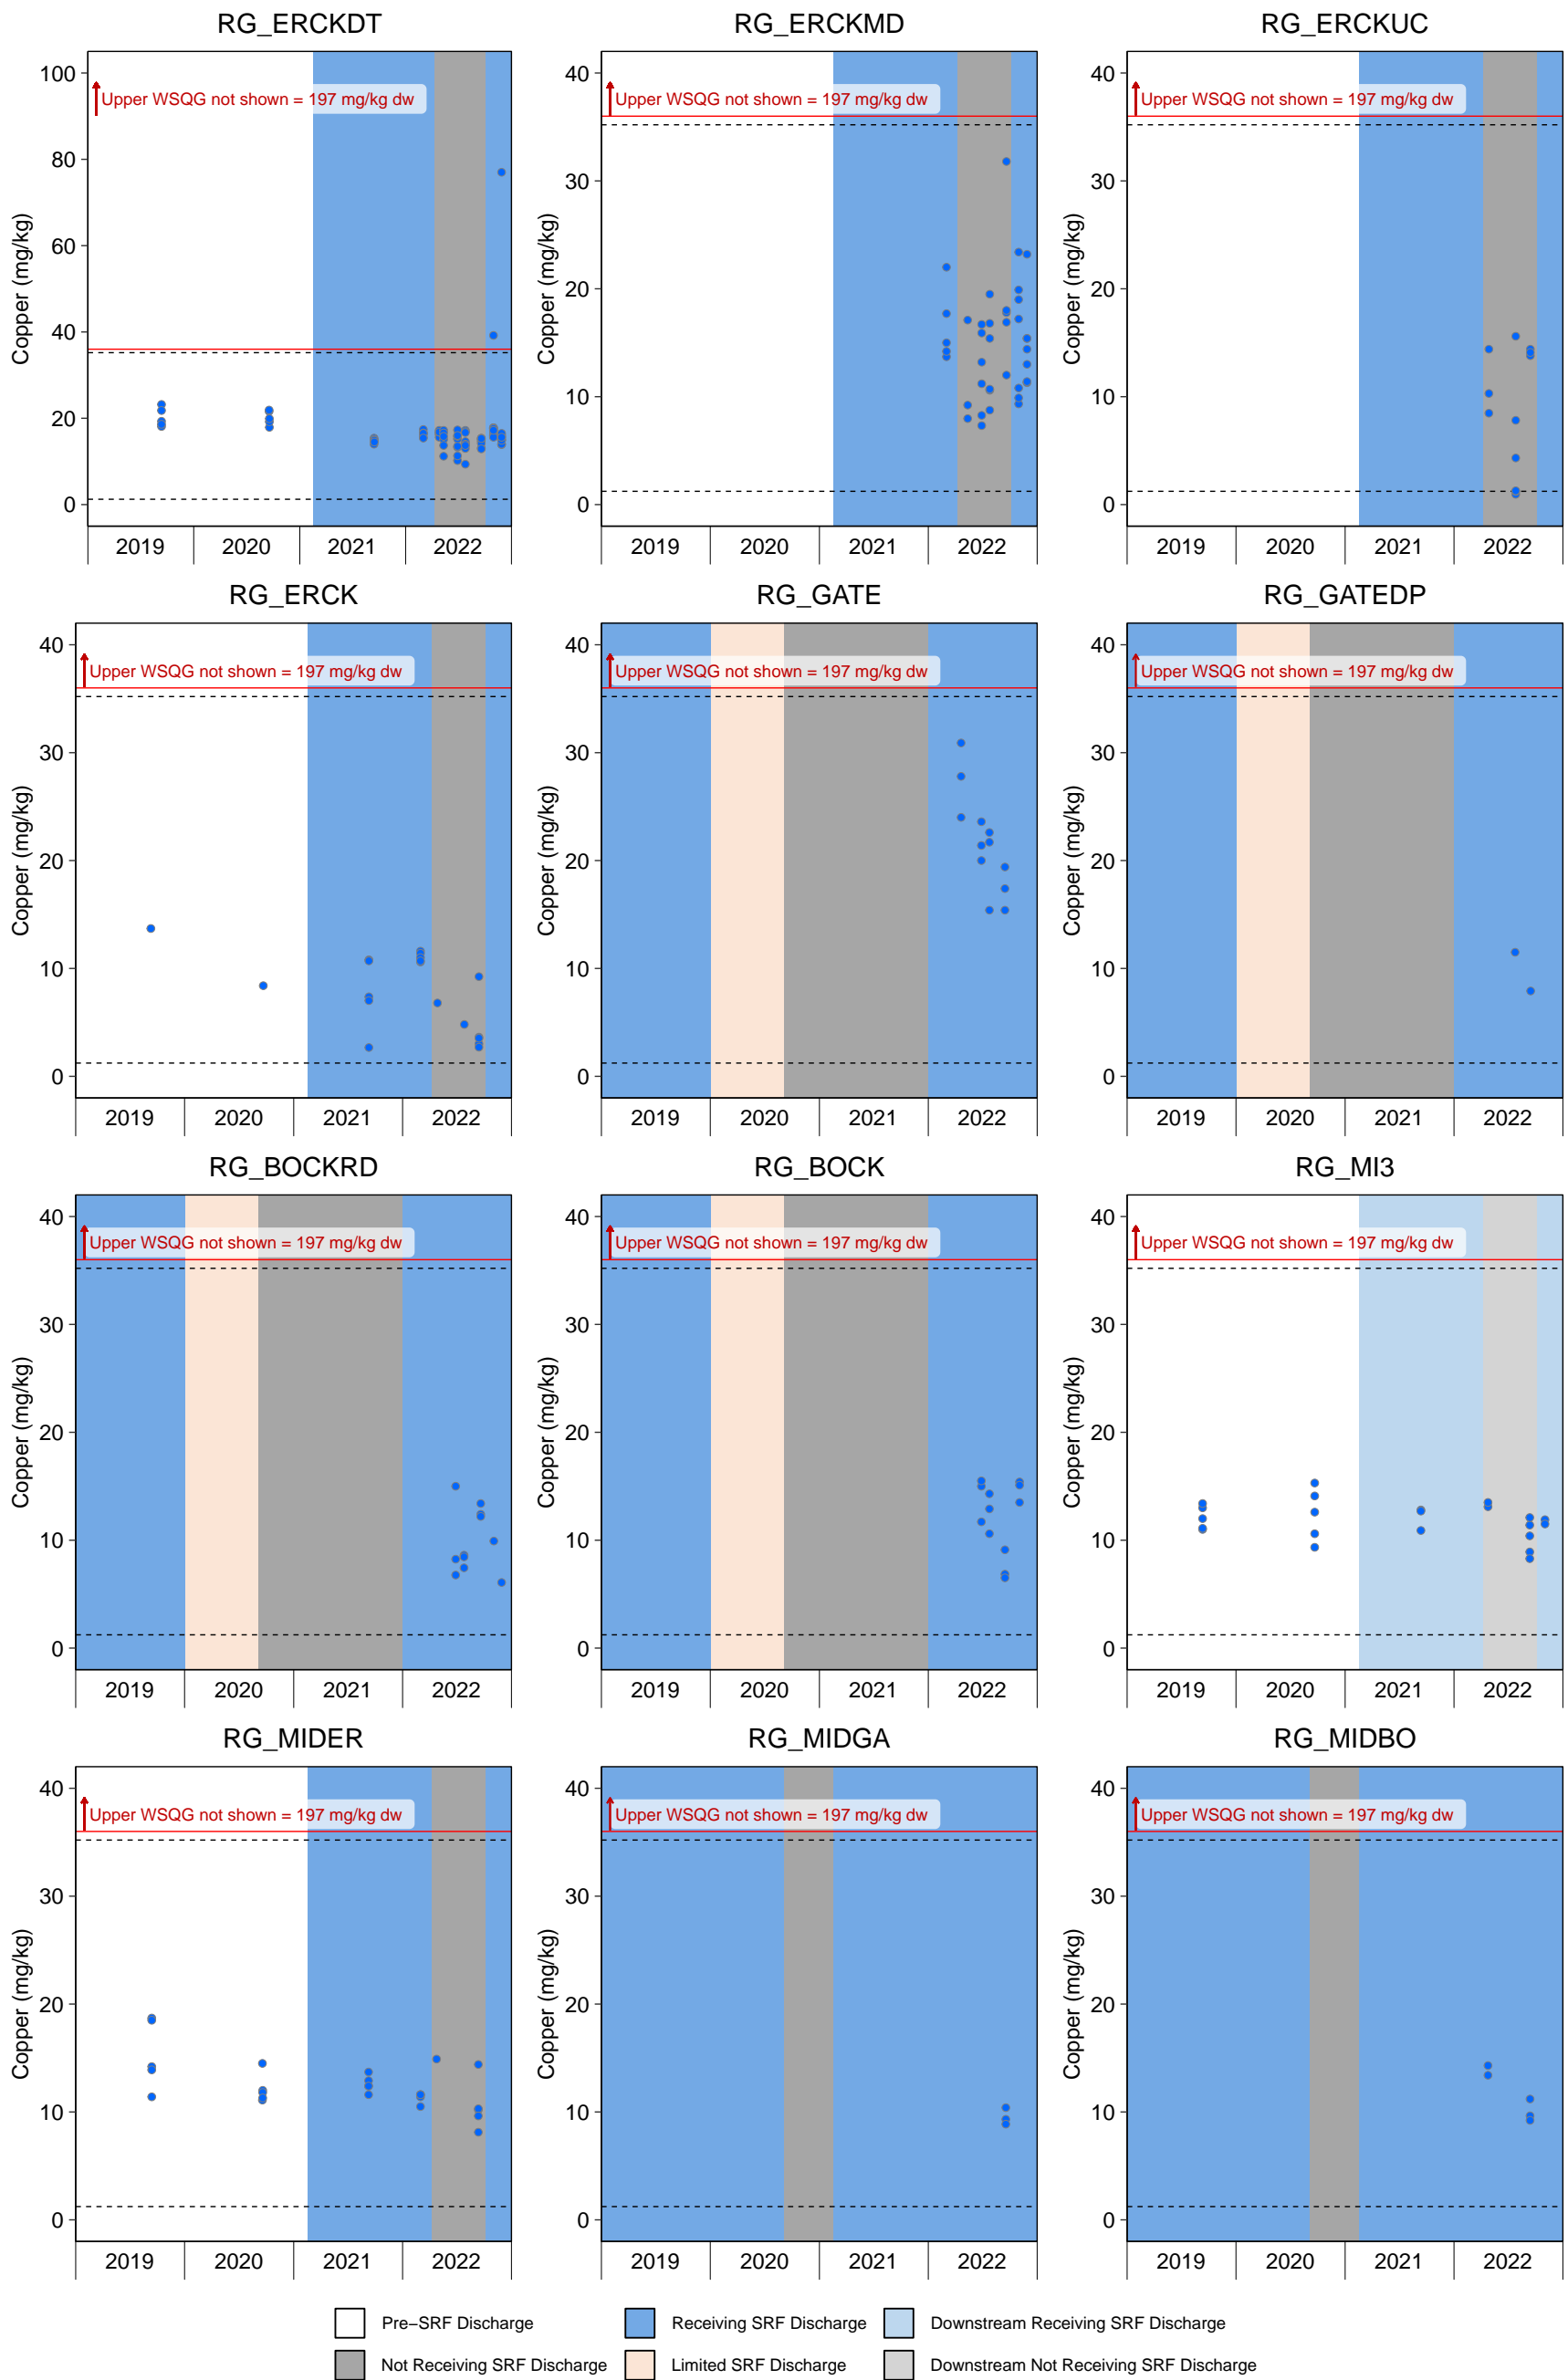 RG_ERCKDT RG_ERCKMD RG_ERCKUC
Upper WSQG not shown = 197 mg/kg dw Upper WSQG not shown = 197 mg/kg dw Upper WSQG not shown = 197 mg/kg dw
Copper (mg/kg) Copper (mg/kg) Copper (mg/kg)
100 80 60 40 20 0
40 30 20 10 0
40 30 20 10 0
2019 2020 2021 2022 2019 2020 2021 2022 2019 2020 2021 2022
RG_ERCK RG_GATE RG_GATEDP
Upper WSQG not shown = 197 mg/kg dw Upper WSQG not shown = 197 mg/kg dw Upper WSQG not shown = 197 mg/kg dw
Copper (mg/kg) Copper (mg/kg) Copper (mg/kg)
40 30 20 10 0
40 30 20 10 0
40 30 20 10 0
2019 2020 2021 2022 2019 2020 2021 2022 2019 2020 2021 2022
RG_BOCKRD RG_BOCK RG_MI3
Upper WSQG not shown = 197 mg/kg dw Upper WSQG not shown = 197 mg/kg dw Upper WSQG not shown = 197 mg/kg dw
Copper (mg/kg) Copper (mg/kg) Copper (mg/kg)
40 30 20 10 0
40 30 20 10 0
40 30 20 10 0
2019 2020 2021 2022 2019 2020 2021 2022 2019 2020 2021 2022
RG_MIDER RG_MIDGA RG_MIDBO
Upper WSQG not shown = 197 mg/kg dw Upper WSQG not shown = 197 mg/kg dw Upper WSQG not shown = 197 mg/kg dw
Copper (mg/kg) Copper (mg/kg) Copper (mg/kg)
40 30 20 10 0
40 30 20 10 0
40 30 20 10 0
2019 2020 2021 2022 2019 2020 2021 2022 2019 2020 2021 2022
Pre−SRF Discharge Receiving SRF Discharge Downstream Receiving SRF Discharge
Not Receiving SRF Discharge Limited SRF Discharge Downstream Not Receiving SRF Discharge